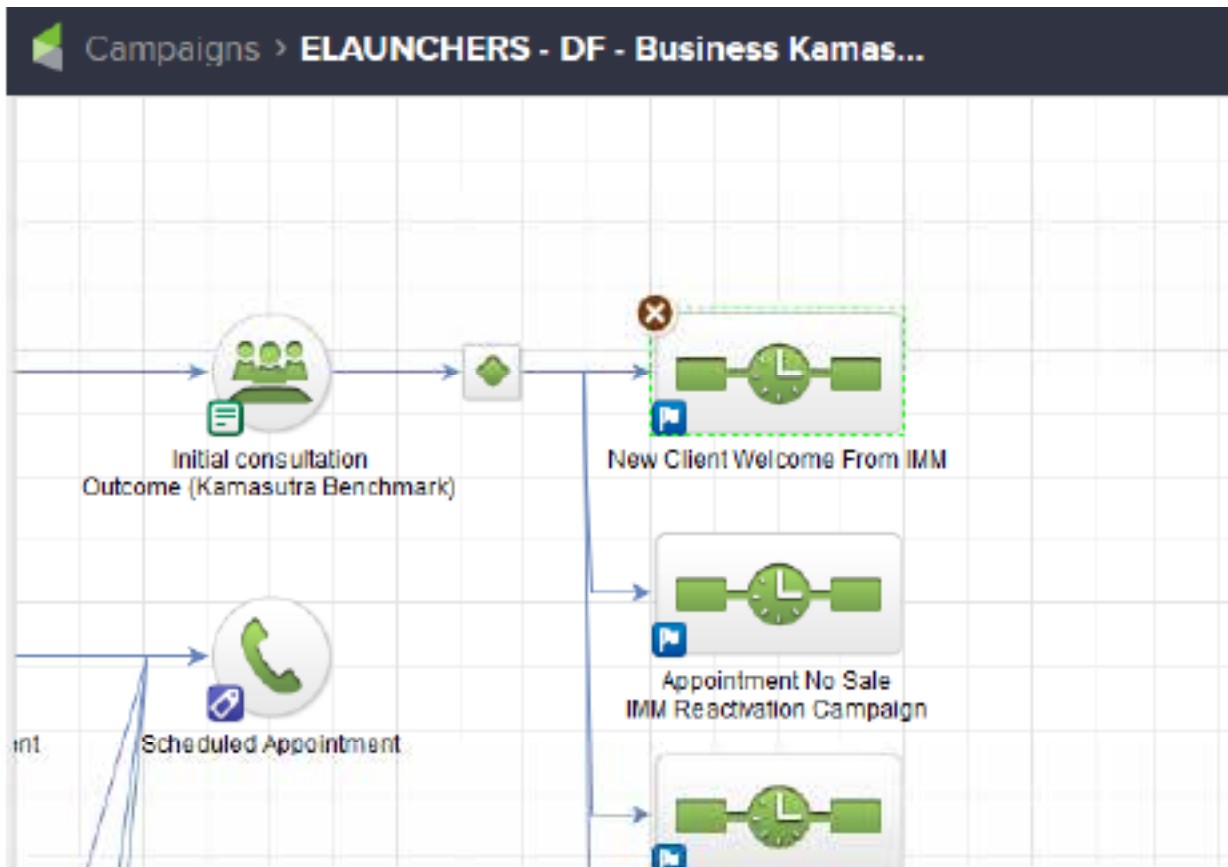 Campaigns > ELAUNCHERS - DF - Business Kamas...
Initial consultation
Outcome (Kamasutra Benchmark)
New Client Welcome From IMM
Appointment No Sale
IMM Reactivation Campaign
ent
Scheduled Appointment